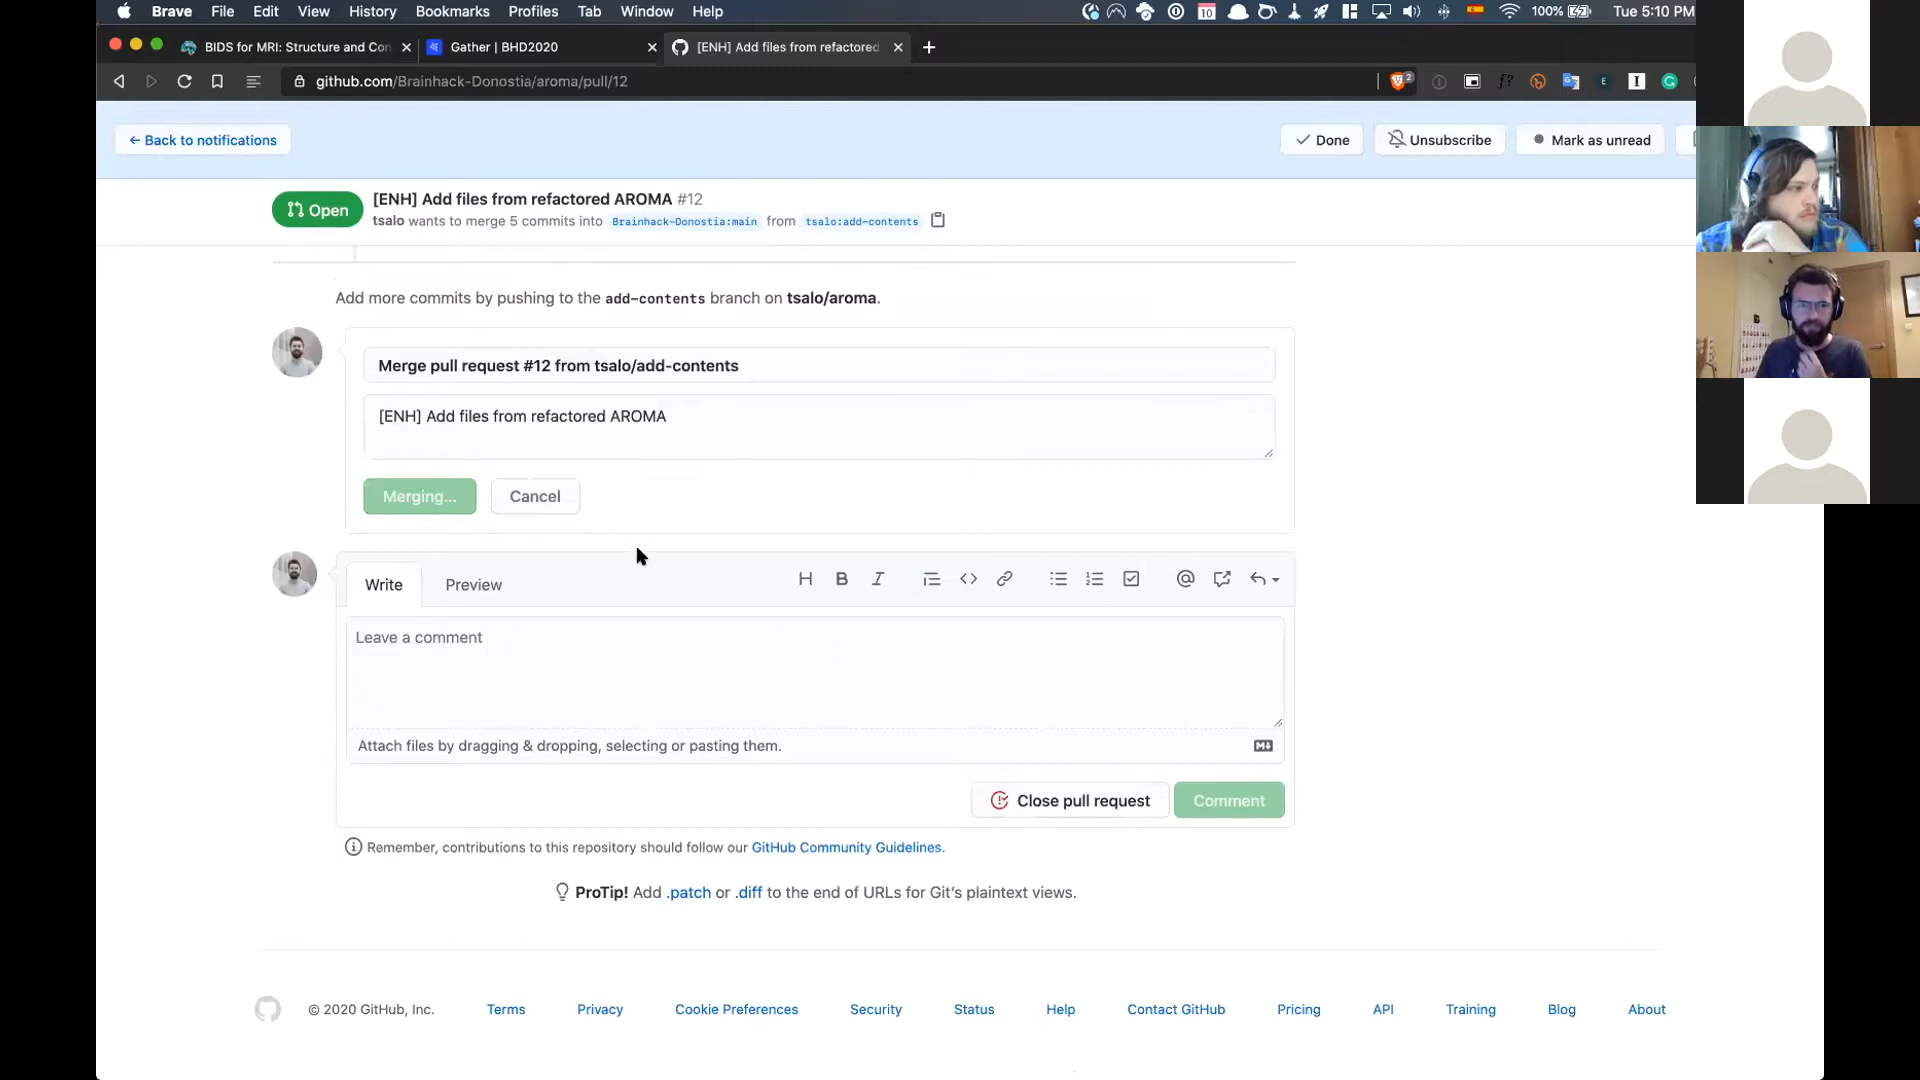 Brave File Edit View History Bookmarks Profiles Tab Window Help
10 100% Tue 5:10 PM
BIDS for MRI: Structure and Con
Gather | BHD2020
[ENH] Add files from refactored
github.com/Brainhack-Donostia/aroma/pull/12
2
← Back to notifications
Done
Unsubscribe
Mark as unread
Open
[ENH] Add files from refactored AROMA #12
tsalo wants to merge 5 commits into Brainhack-Donostia:main from tsalo:add-contents
Add more commits by pushing to the add-contents branch on tsalo/aroma.
Merge pull request #12 from tsalo/add-contents
[ENH] Add files from refactored AROMA
Merging...
Cancel
Write
Preview
Leave a comment
Attach files by dragging & dropping, selecting or pasting them.
Close pull request
Comment
Remember, contributions to this repository should follow our GitHub Community Guidelines.
ProTip! Add .patch or .diff to the end of URLs for Git's plaintext views.
© 2020 GitHub, Inc. Terms Privacy Cookie Preferences Security Status Help Contact GitHub Pricing API Training Blog About